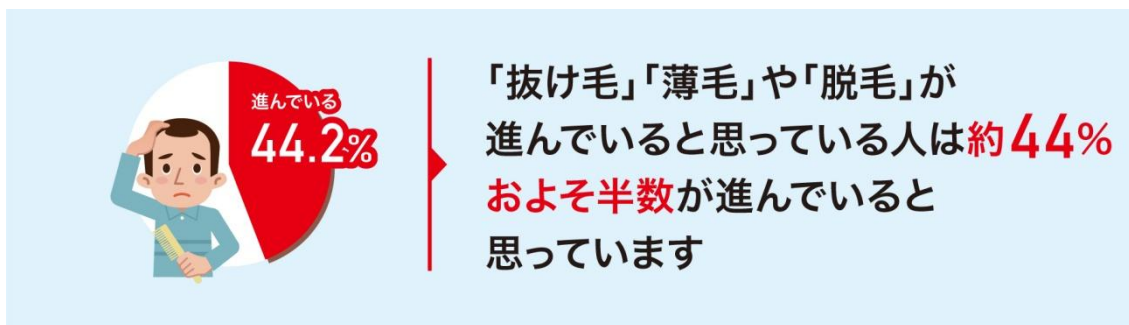 進んでいる
44.2%
「抜け毛」「薄毛」や「脱毛」が
進んでいると思っている人は約44%
およそ半数が進んでいると
思っています